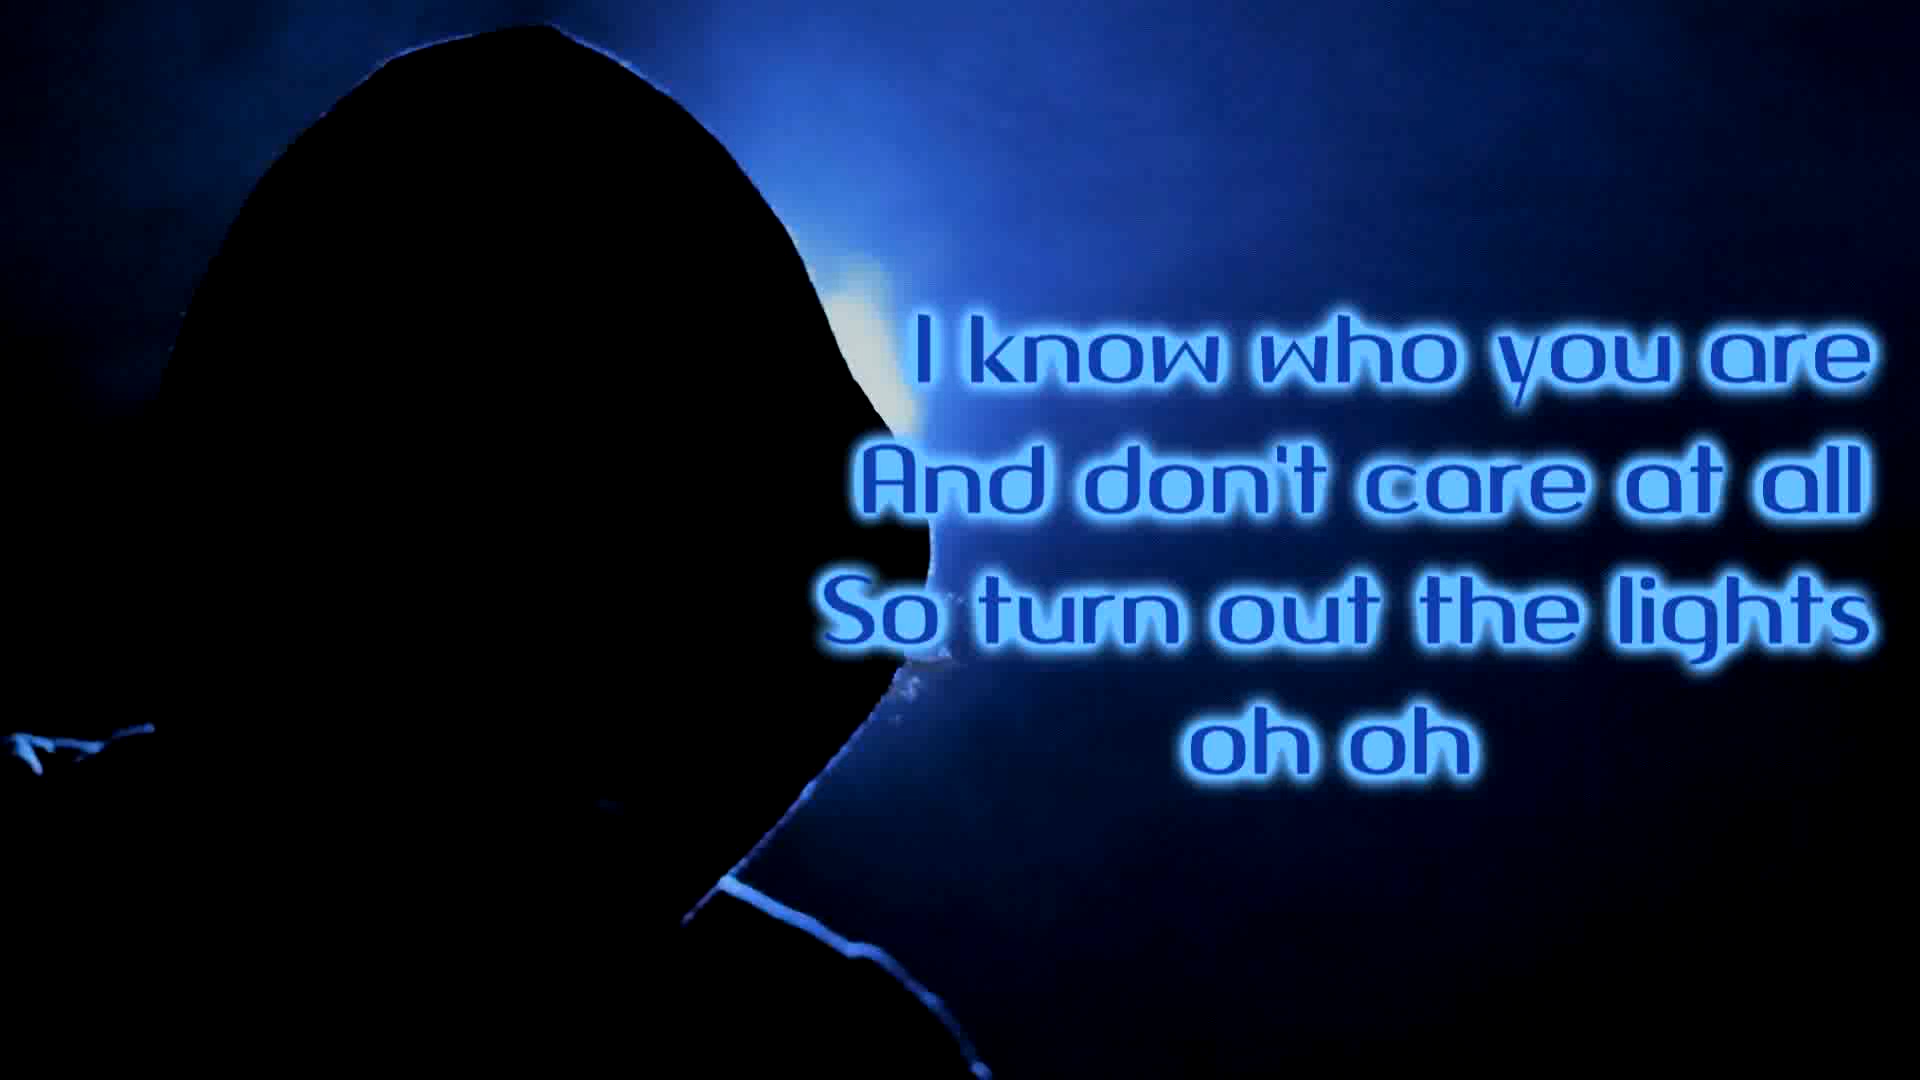 I know who you are
And don't care at all
So turn out the lights
oh oh